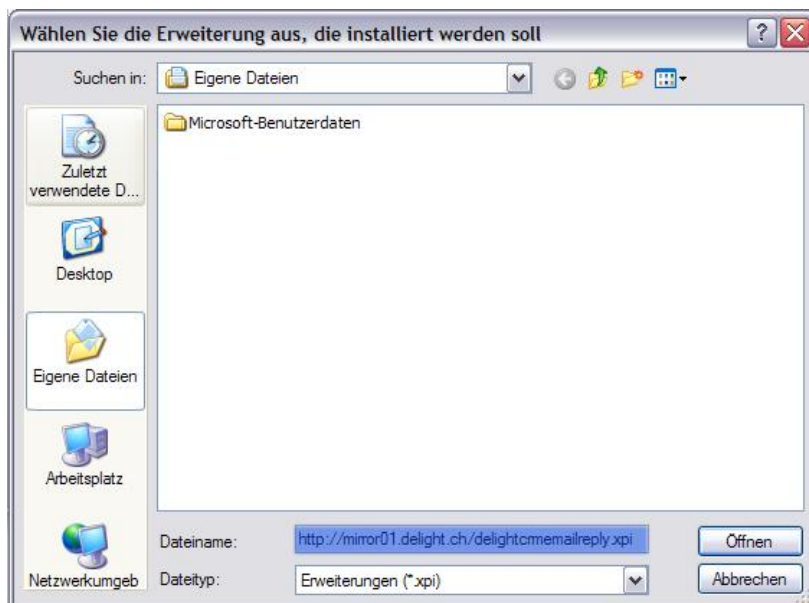 Wählen Sie die Erweiterung aus, die installiert werden soll
Suchen in:
Eigene Dateien
Microsoft-Benutzerdaten
Zuletzt
verwendete D...
Desktop
Eigene Dateien
Arbeitsplatz
Netzwerkumgeb
Dateiname:
http://mirror01.delight.ch/delightcrmemailreply.xpi
Öffnen
Dateityp:
Erweiterungen (*.xpi)
Abbrechen